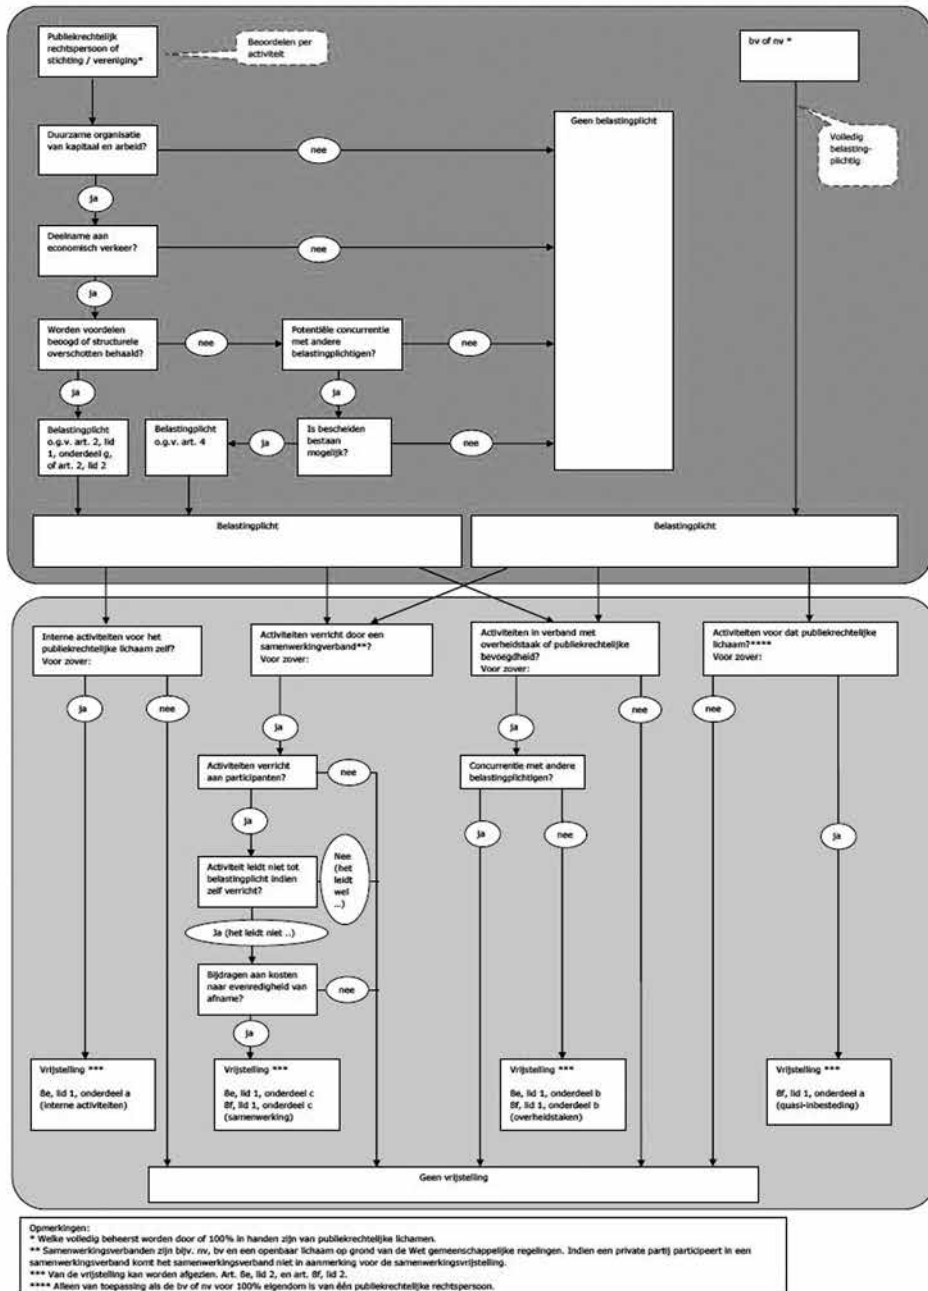 Publiekrechtelijk
rechtspersoon of
stichting / vereniging*
Beoordelen per
activiteit
bv of nv *
Volledig
belasting-
plichtig
Duurzame organisatie
van kapitaal en arbeid?
nee
Geen belastingplicht
ja
Deelname aan
economisch verkeer?
nee
ja
Worden voordelen
beoogd of structurele
overschotten behaald?
nee
Potentiële concurrentie
met andere
belastingplichtigen?
nee
ja
ja
Belastingplicht
o.g.v. art. 2, lid
1, onderdeel g,
of art. 2, lid 2
Belastingplicht
o.g.v. art. 4
ja
Is bescheiden
bestaan
mogelijk?
nee
Belastingplicht
Belastingplicht
Interne activiteiten voor het
publiekrechtelijke lichaam zelf?
Voor zover:
Activiteiten verricht door een
samenwerkingverband**?
Voor zover:
Activiteiten in verband met
overheidstaak of publiekrechtelijke
bevoegdheid?
Voor zover:
Activiteiten voor dat publiekrechtelijke
lichaam?****
Voor zover:
ja
nee
ja
ja
nee
nee
ja
Activiteiten verricht
aan participanten?
nee
Concurrentie met andere
belastingplichtigen?
ja
ja
nee
Activiteit leidt niet tot
belastingplicht indien
zelf verricht?
Nee
(het
leidt
wel
...)
Ja (het leidt niet ..)
Bijdragen aan kosten
naar evenredigheid van
afname?
nee
ja
Vrijstelling ***
8e, lid 1, onderdeel a
(interne activiteiten)
Vrijstelling ***
8e, lid 1, onderdeel c
8f, lid 1, onderdeel c
(samenwerking)
Vrijstelling ***
8e, lid 1, onderdeel b
8f, lid 1, onderdeel b
(overheidstaken)
Vrijstelling ***
8f, lid 1, onderdeel a
(quasi-inbesteding)
Geen vrijstelling
Opmerkingen:
* Welke volledig beheerst worden door of 100% in handen zijn van publiekrechtelijke lichamen.
** Samenwerkingsverbanden zijn bijv. nv, bv en een openbaar lichaam op grond van de Wet gemeenschappelijke regelingen. Indien een private partij participeert in een
samenwerkingsverband komt het samenwerkingsverband niet in aanmerking voor de samenwerkingsvrijstelling.
*** Van de vrijstelling kan worden afgezien. Art. 8e, lid 2, en art. 8f, lid 2.
**** Alleen van toepassing als de bv of nv voor 100% eigendom is van één publiekrechtelijke rechtspersoon.